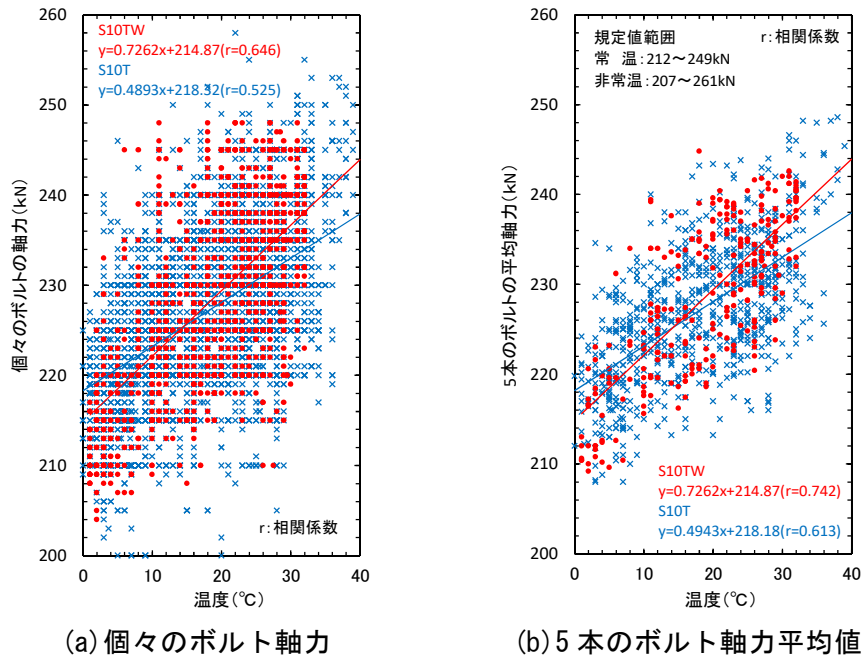 S10TW
y=0.7262x+214.87(r=0.646)
S10T
y=0.4893x+218.32(r=0.525)
260
250
240
230
220
210
200
個々のボルトの軸力(kN)
r:相関係数
0
10
20
30
40
温度(℃)
(a)個々のボルト軸力
規定値範囲
r:相関係数
常 温:212～249kN
非常温:207～261kN
260
250
240
230
220
210
200
5本のボルトの平均軸力(kN)
S10TW
y=0.7262x+214.87(r=0.742)
S10T
y=0.4943x+218.18(r=0.613)
0
10
20
30
40
温度(℃)
(b)5本のボルト軸力平均値